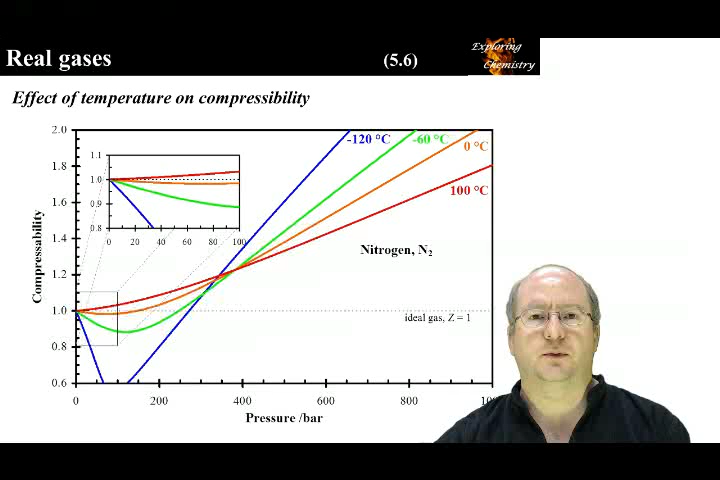 Real gases
(5.6)
Exploring
Chemistry
Effect of temperature on compressibility
2.0
1.8
1.6
1.4
1.2
1.0
0.8
0.6
Compressability
1.1
1.0
0.9
0.8
0 20 40 60 80 100
-120 °C
-60 °C
0 °C
100 °C
Nitrogen, N₂
ideal gas, Z = 1
0 200 400 600 800
Pressure /bar